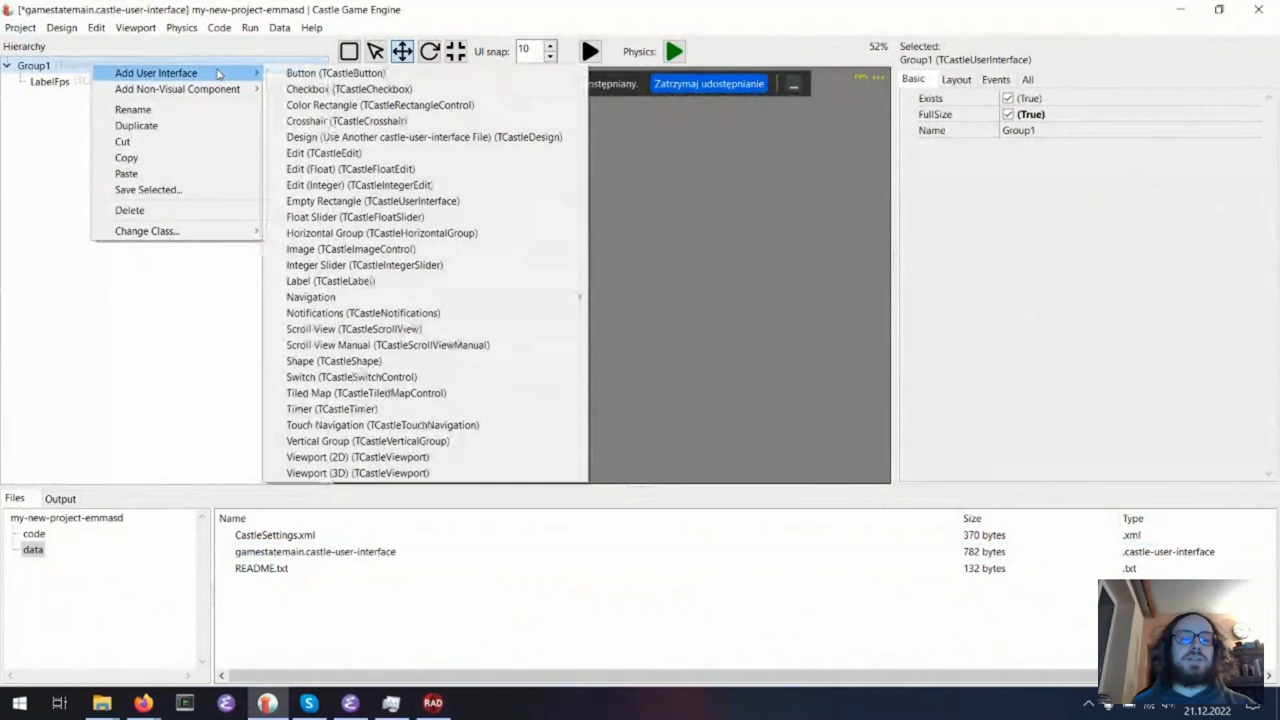 [*gamestatemain.castle-user-interface] my-new-project-emmasd | Castle Game Engine
Project Design Edit Viewport Physics Code Run Data Help
Hierarchy
Group1
LabelFps
UI snap: 10
Physics:
52%
Add User Interface
Add Non-Visual Component
Rename
Duplicate
Cut
Copy
Paste
Save Selected...
Delete
Change Class...
Button (TCastleButton)
Checkbox (TCastleCheckbox)
Color Rectangle (TCastleRectangleControl)
Crosshair (TCastleCrosshair)
Design (Use Another castle-user-interface File) (TCastleDesign)
Edit (TCastleEdit)
Edit (Float) (TCastleFloatEdit)
Edit (Integer) (TCastleIntegerEdit)
Empty Rectangle (TCastleUserInterface)
Float Slider (TCastleFloatSlider)
Horizontal Group (TCastleHorizontalGroup)
Image (TCastleImageControl)
Integer Slider (TCastleIntegerSlider)
Label (TCastleLabel)
Navigation
Notifications (TCastleNotifications)
Scroll View (TCastleScrollView)
Scroll View Manual (TCastleScrollViewManual)
Shape (TCastleShape)
Switch (TCastleSwitchControl)
Tiled Map (TCastleTiledMapControl)
Timer (TCastleTimer)
Touch Navigation (TCastleTouchNavigation)
Vertical Group (TCastleVerticalGroup)
Viewport (2D) (TCastleViewport)
Viewport (3D) (TCastleViewport)
Zatrzymaj udostępnianie
Selected:
Group1 (TCastleUserInterface)
Basic Layout Events All
Exists (True)
FullSize (True)
Name Group1
Files Output
my-new-project-emmasd
code
data
Name Size Type
CastleSettings.xml 370 bytes .xml
gamestatemain.castle-user-interface 782 bytes .castle-user-interface
README.txt 132 bytes .txt
RAD
21.12.2022